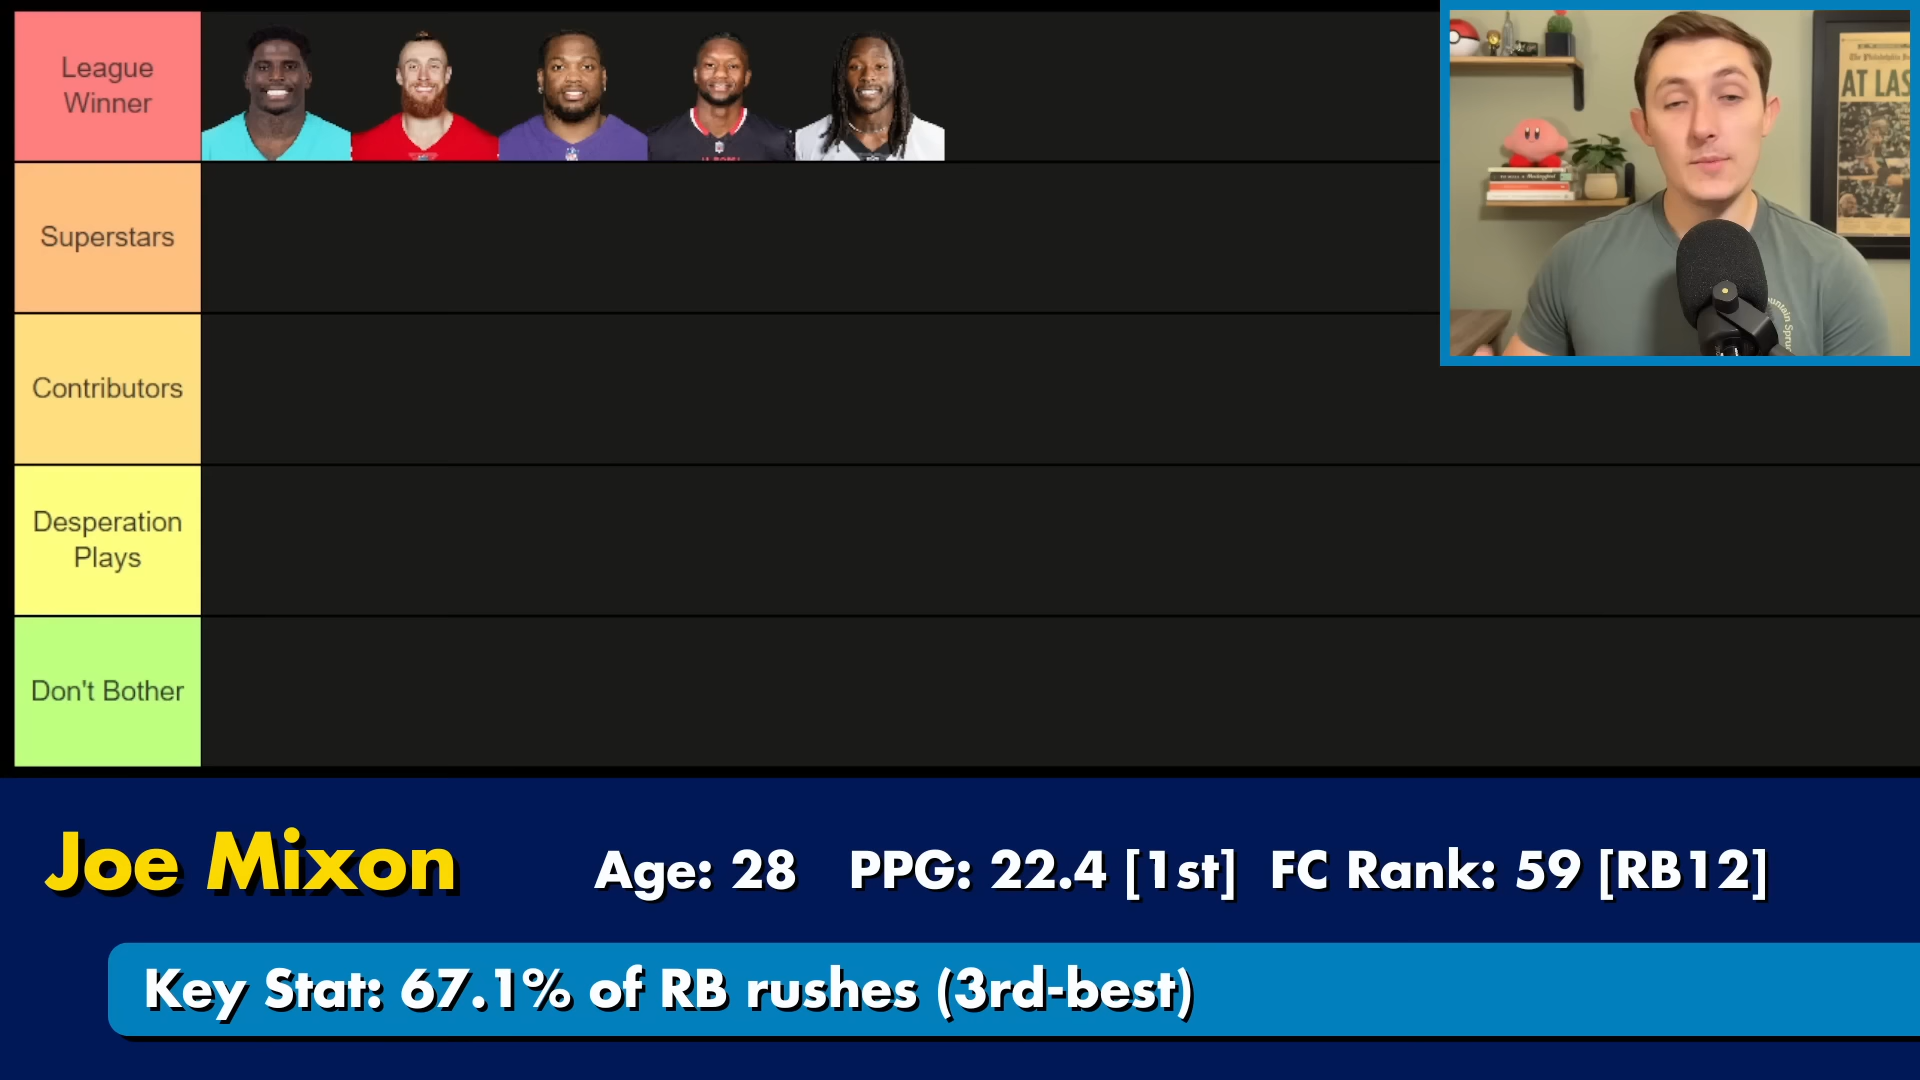 League
Winner
Superstars
Contributors
Desperation
Plays
Don't Bother
AT LAS
Joe Mixon
Age: 28 PPG: 22.4 [1st] FC Rank: 59 [RB12]
Key Stat: 67.1% of RB rushes (3rd-best)